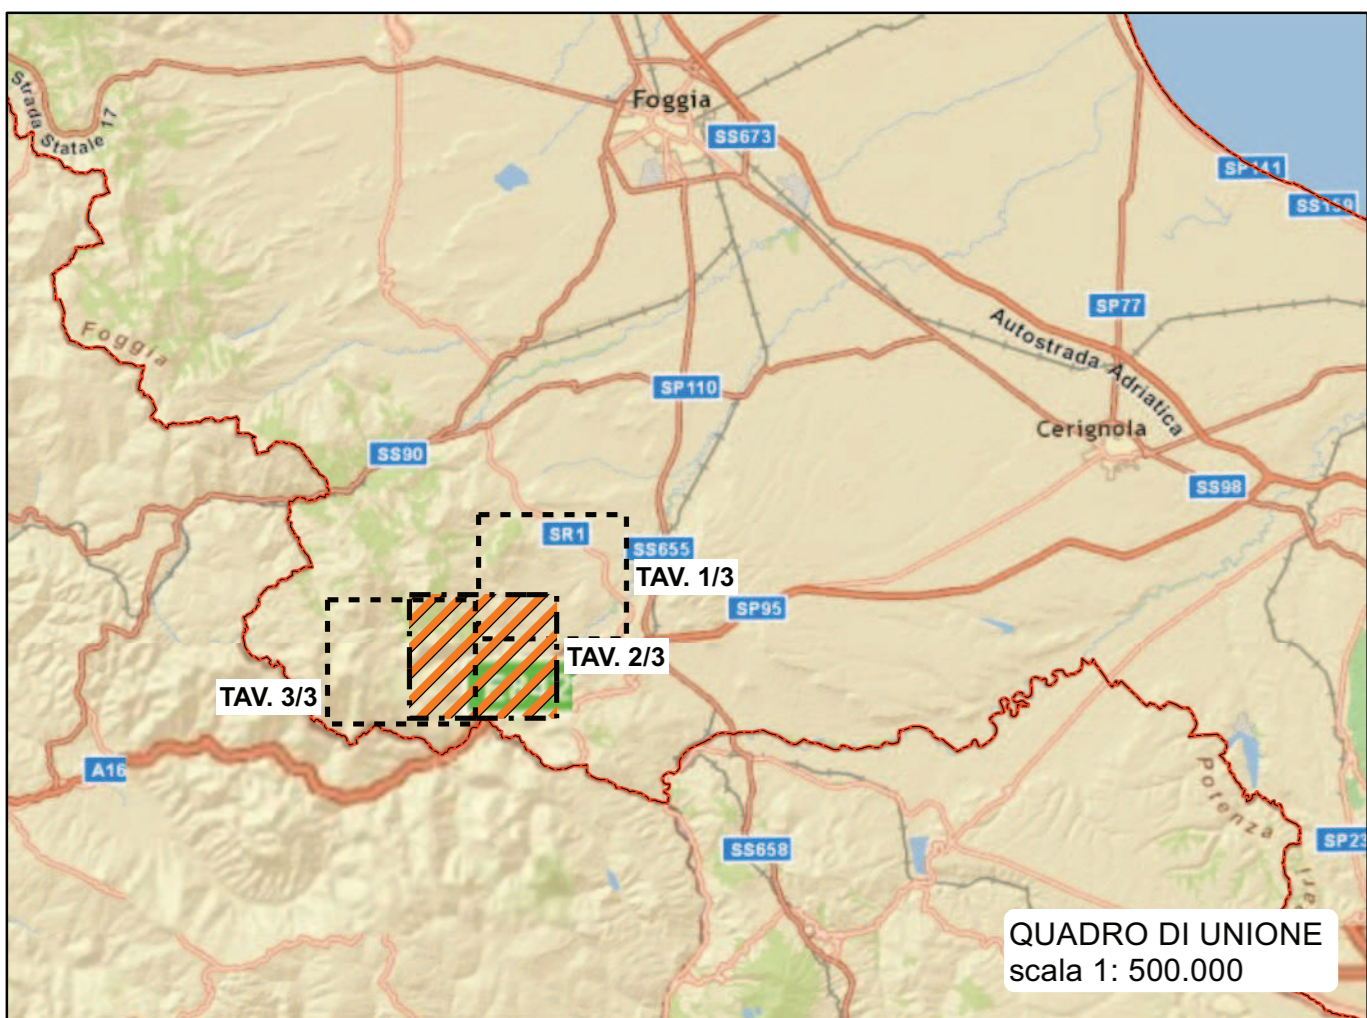 Strada
Statale 17
Foggia
SS673
SP141
SS159
SP77
Foggia
Autostrada Adriatica
SP110
Cerignola
SS90
SS98
SR1
SS655
TAV. 1/3
SP95
TAV. 2/3
TAV. 3/3
A16
Potenza
SS658
SP23
QUADRO DI UNIONE
scala 1: 500.000